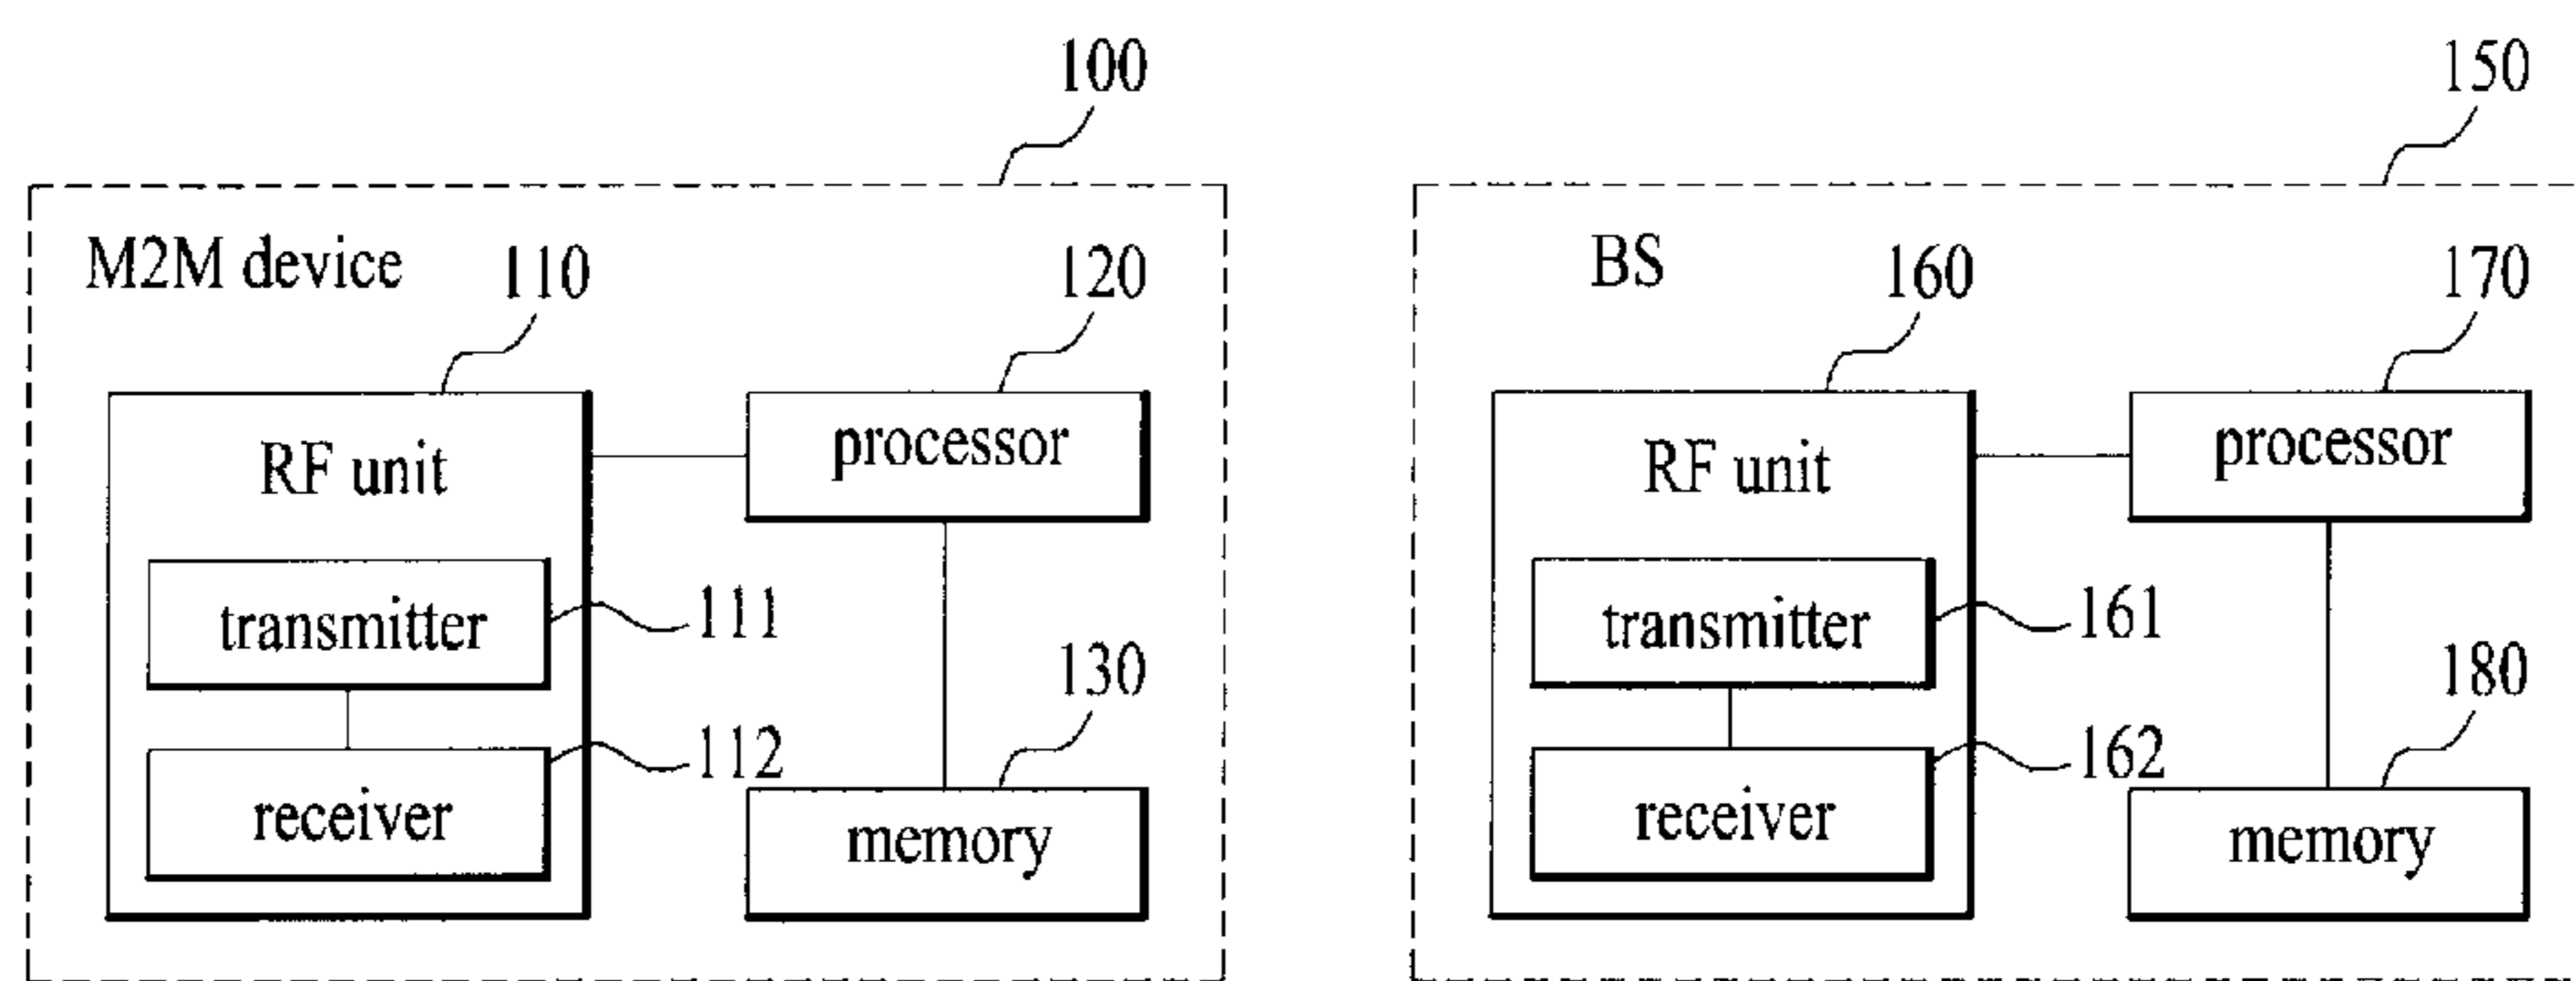 100
M2M device
110
120
RF unit
processor
transmitter
111
130
receiver
112
memory
150
BS
160
170
RF unit
processor
transmitter
161
180
receiver
162
memory